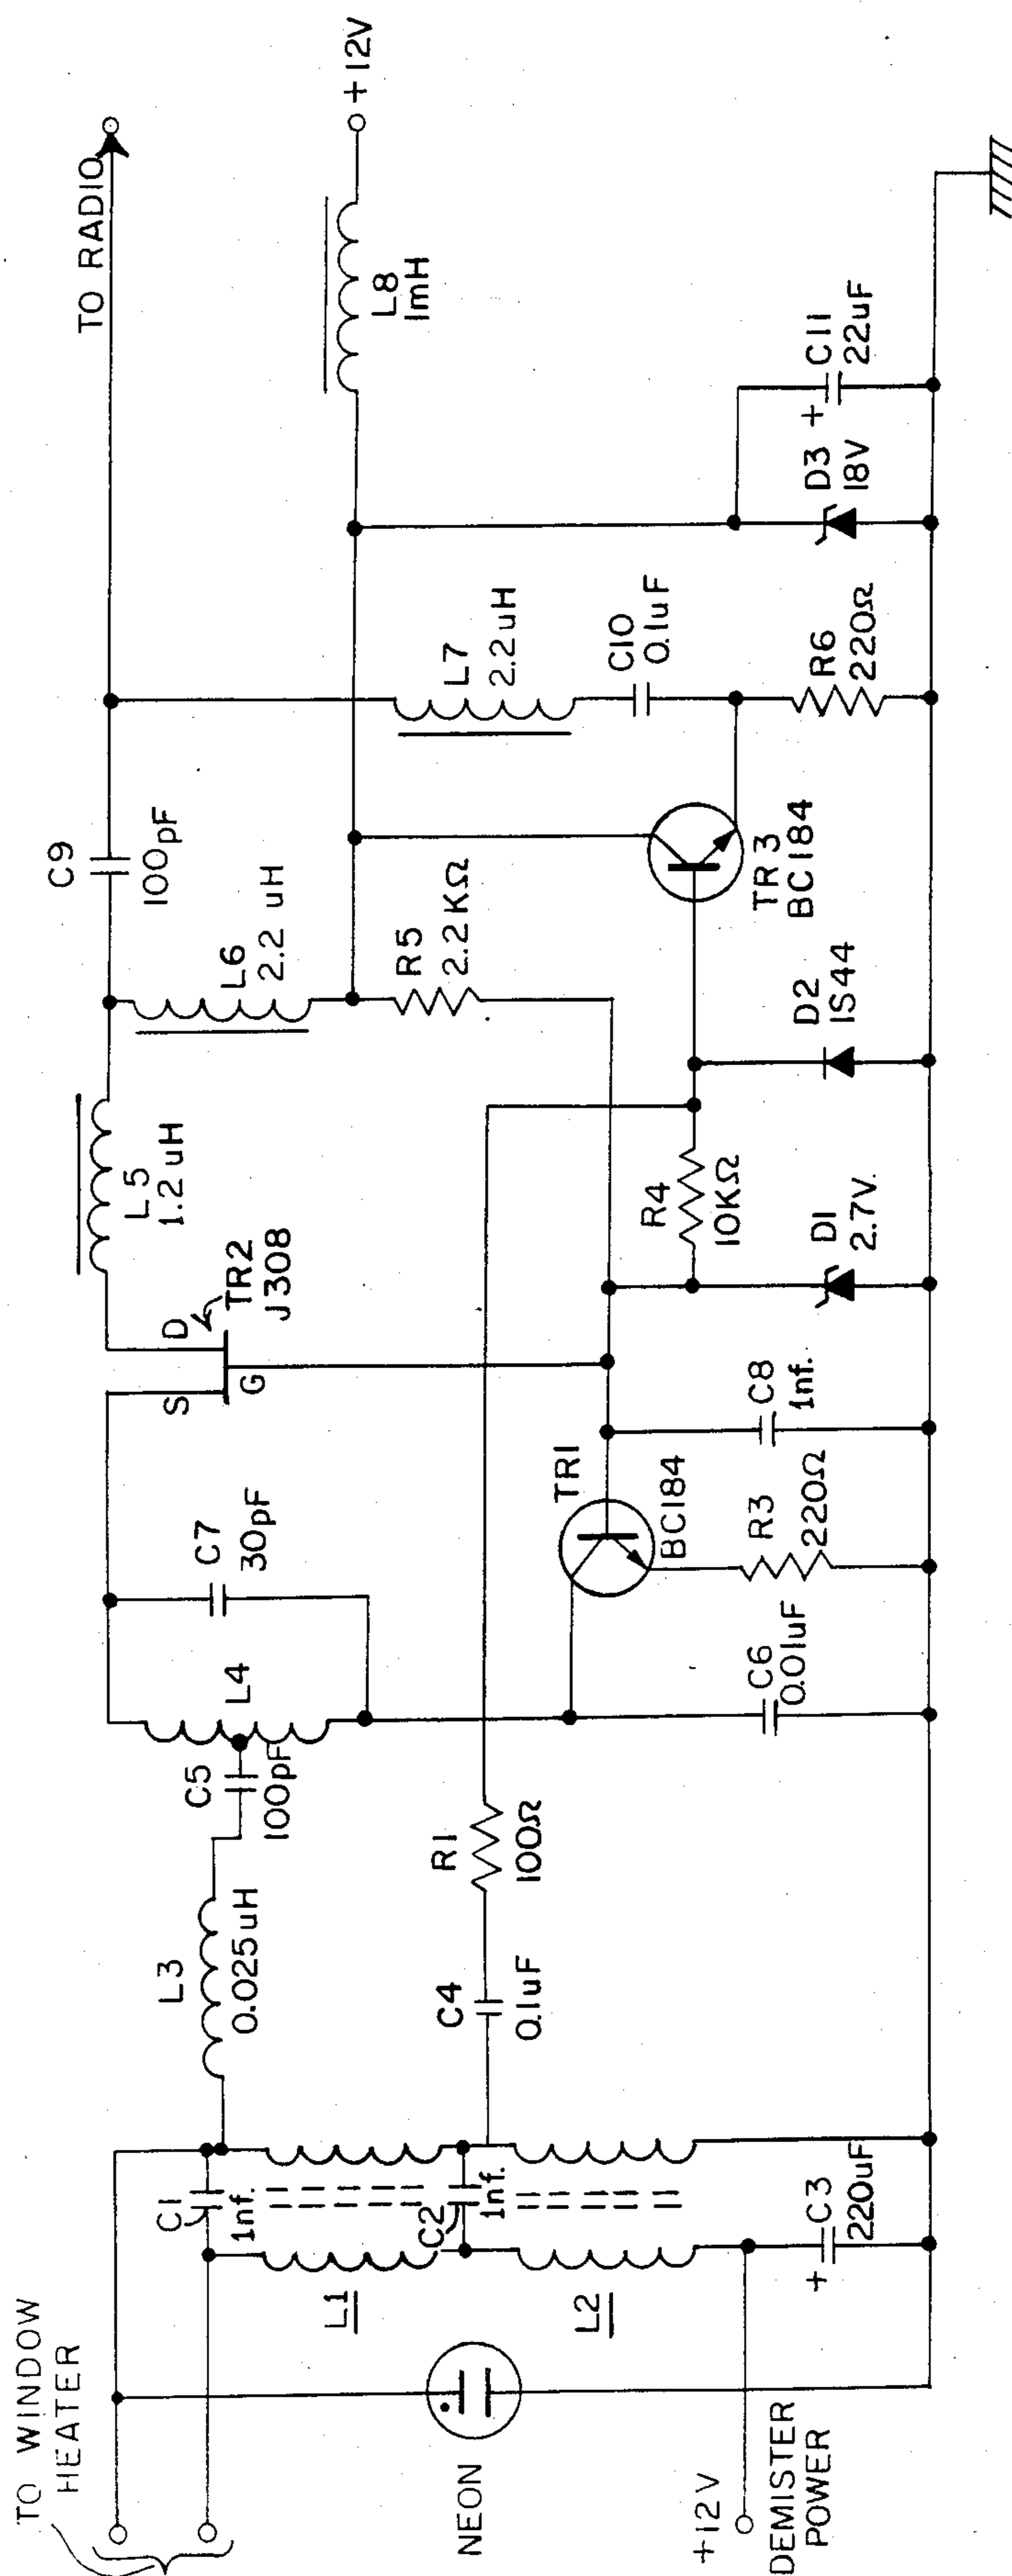 TO WINDOW
HEATER
NEON
+12V
DEMISTER
POWER
L1
L2
C1
1nf.
C2
1nf.
+
C3
220uF
L3
0.025uH
C4
0.1uF
R1
100Ω
C5
100pF
L4
C6
0.01uF
C7
30pF
TR1
BC184
R3
220Ω
C8
1nf.
S
D
G
TR2
J308
L5
1.2uH
D1
2.7V.
R4
10KΩ
D2
1S44
L6
2.2 uH
R5
2.2KΩ
C9
100pF
TR3
BC184
L7
2.2uH
C10
0.1uF
R6
220Ω
D3
18V
+
C11
22uF
L8
1mH
TO RADIO
+12V